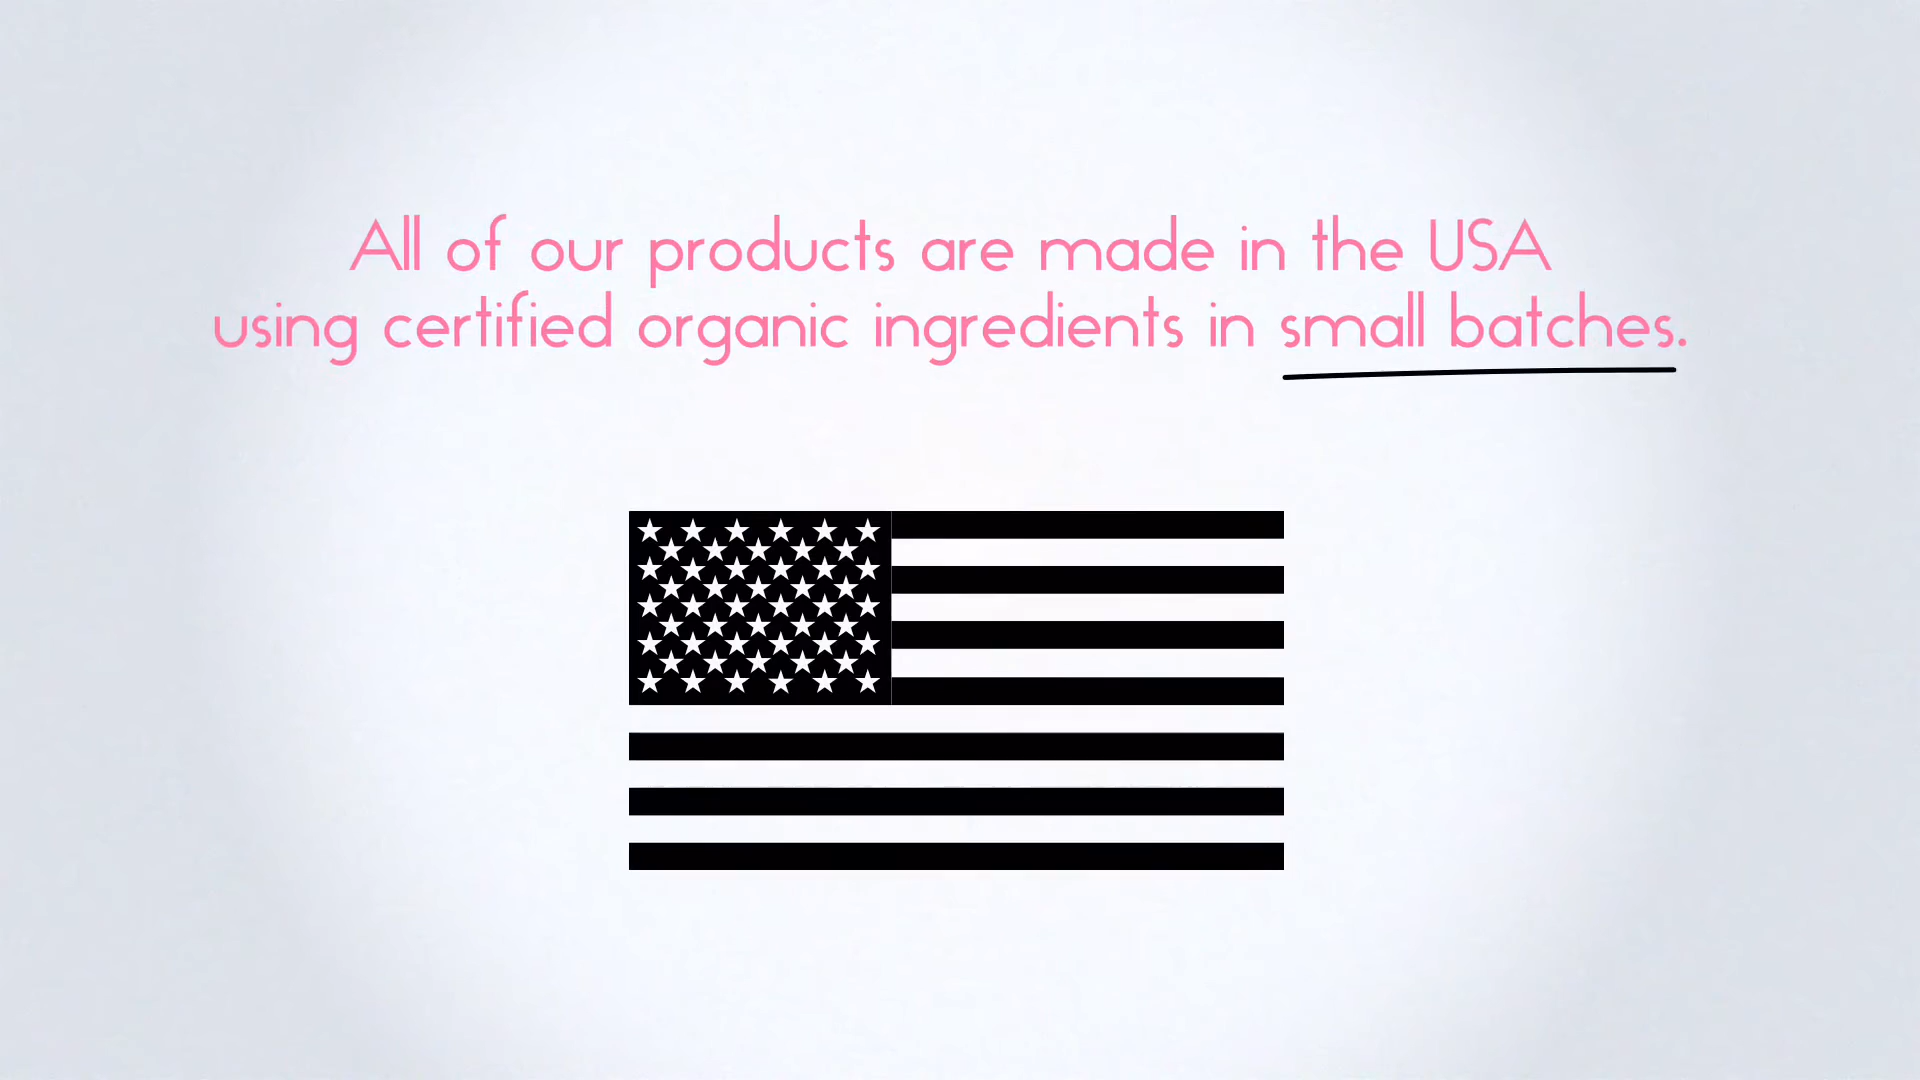 All of our products are made in the USA
using certified organic ingredients in small batches.